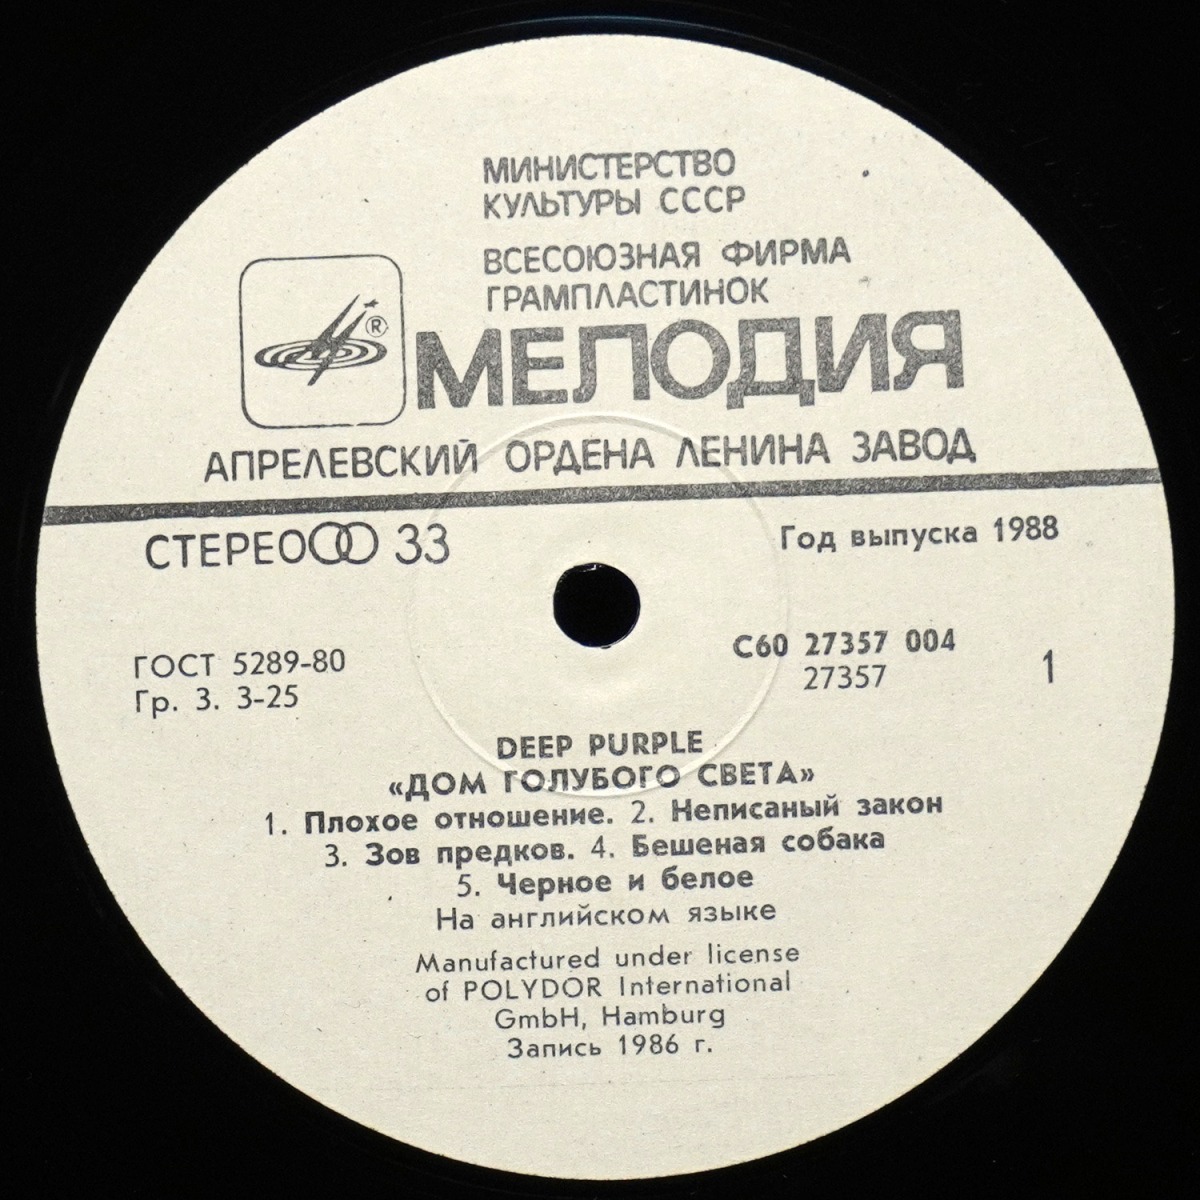 МИНИСТЕРСТВО
КУЛЬТУРЫ СССР
ВСЕСОЮЗНАЯ ФИРМА
ГРАМПЛАСТИНОК
®
МЕЛОДИЯ
АПРЕЛЕВСКИЙ ОРДЕНА ЛЕНИНА ЗАВОД
СТЕРЕО 33
Год выпуска 1988
ГОСТ 5289-80
Гр. 3. 3-25
С60 27357 004
27357
1
DEEP PURPLE
«ДОМ ГОЛУБОГО СВЕТА»
1. Плохое отношение. 2. Неписаный закон
3. Зов предков. 4. Бешеная собака
5. Черное и белое
На английском языке
Manufactured under license
of POLYDOR International
GmbH, Hamburg
Запись 1986 г.